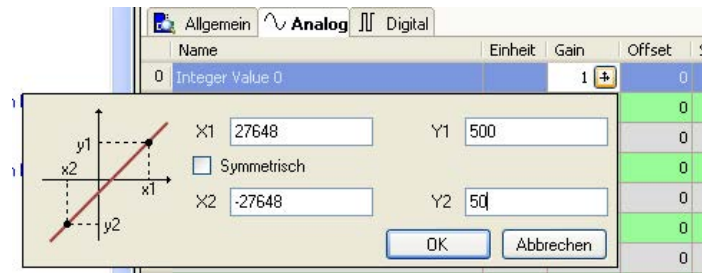 Allgemein Analog Digital
Name Einheit Gain Offset
0 Integer Value 0 1 0
0
X1 27648 Y1 500
y1
0
x2 Symmetrisch
0
x1
X2 -27648 Y2 50
0
y2
0
OK Abbrechen
0